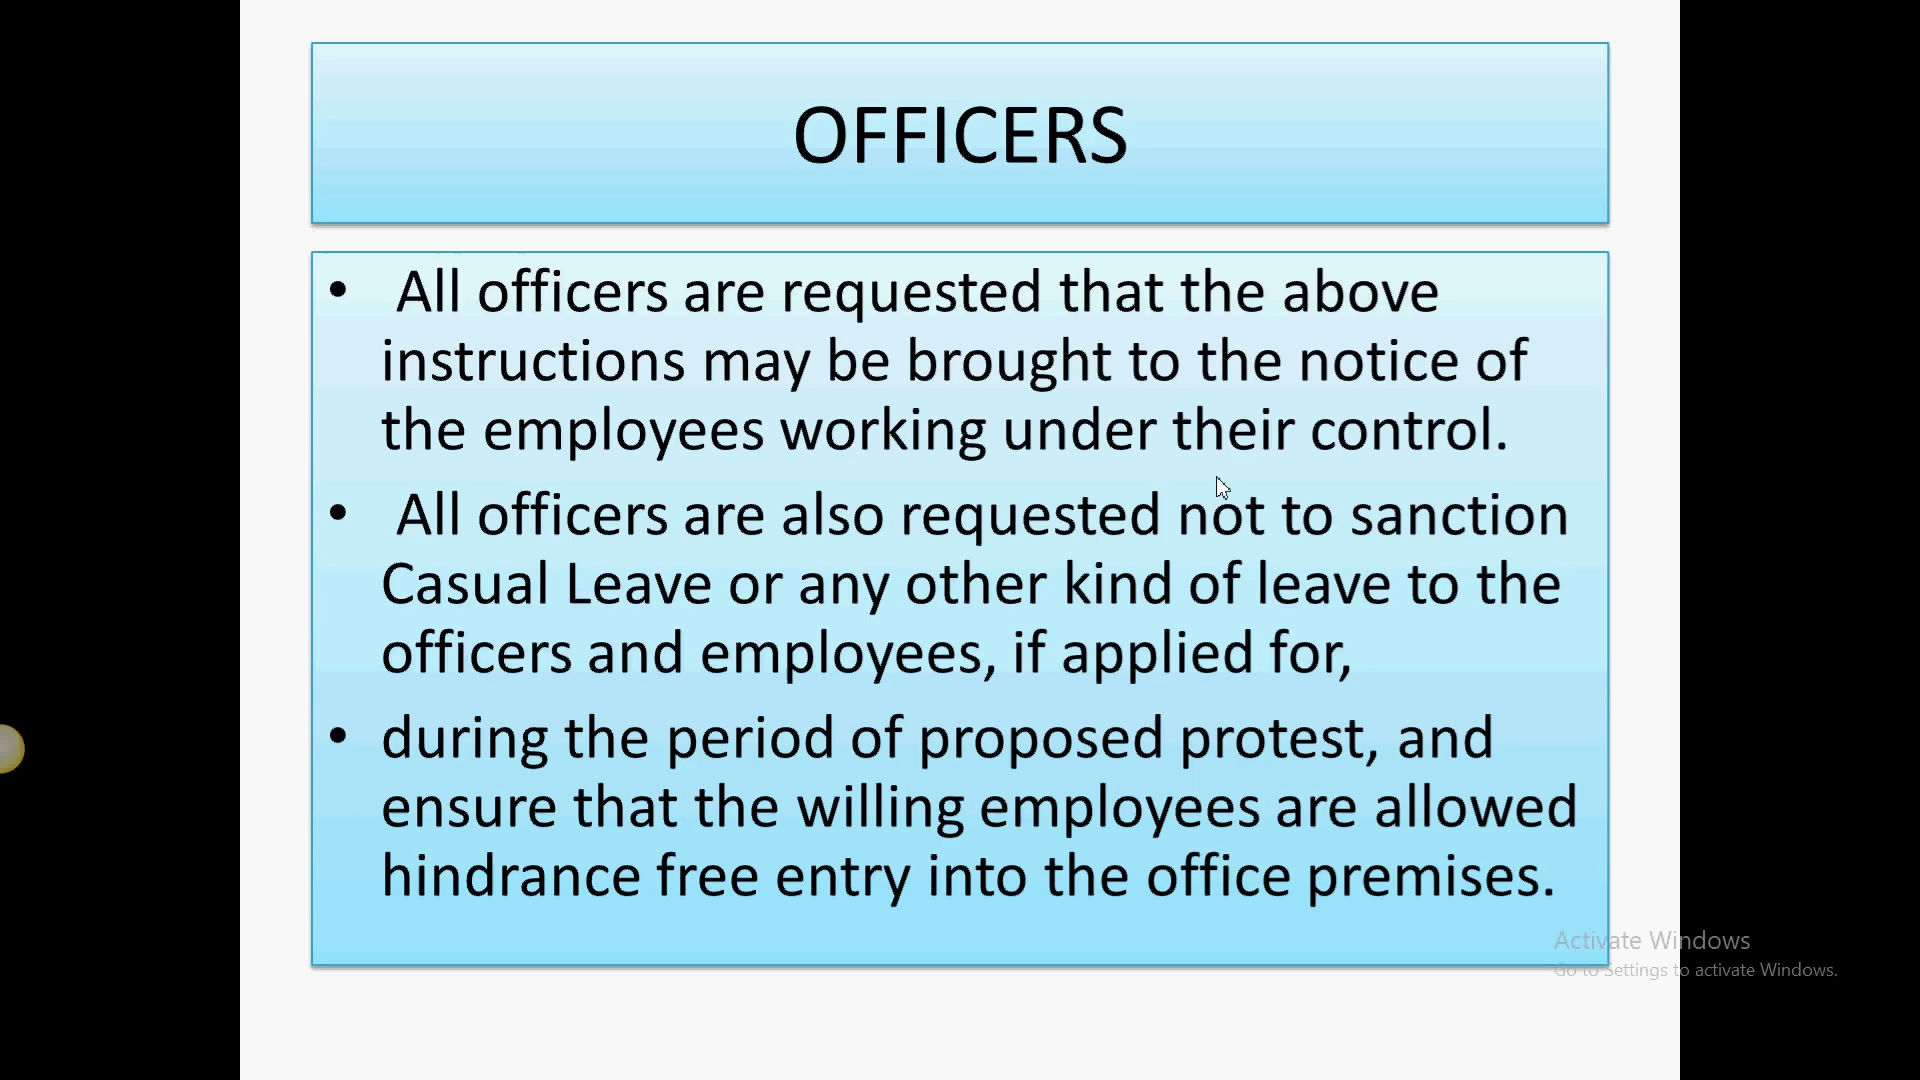 OFFICERS
• All officers are requested that the above
instructions may be brought to the notice of
the employees working under their control.
• All officers are also requested not to sanction
Casual Leave or any other kind of leave to the
officers and employees, if applied for,
• during the period of proposed protest, and
ensure that the willing employees are allowed
hindrance free entry into the office premises.
Activate Windows
Go to Settings to activate Windows.